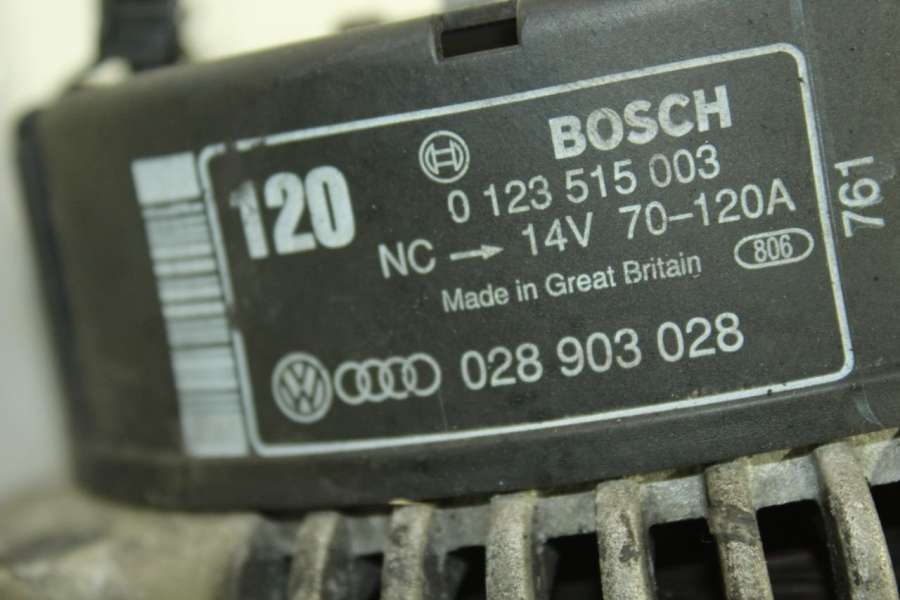 120
BOSCH
0 123 515 003
NC → 14V 70–120A
806
Made in Great Britain
028 903 028
761